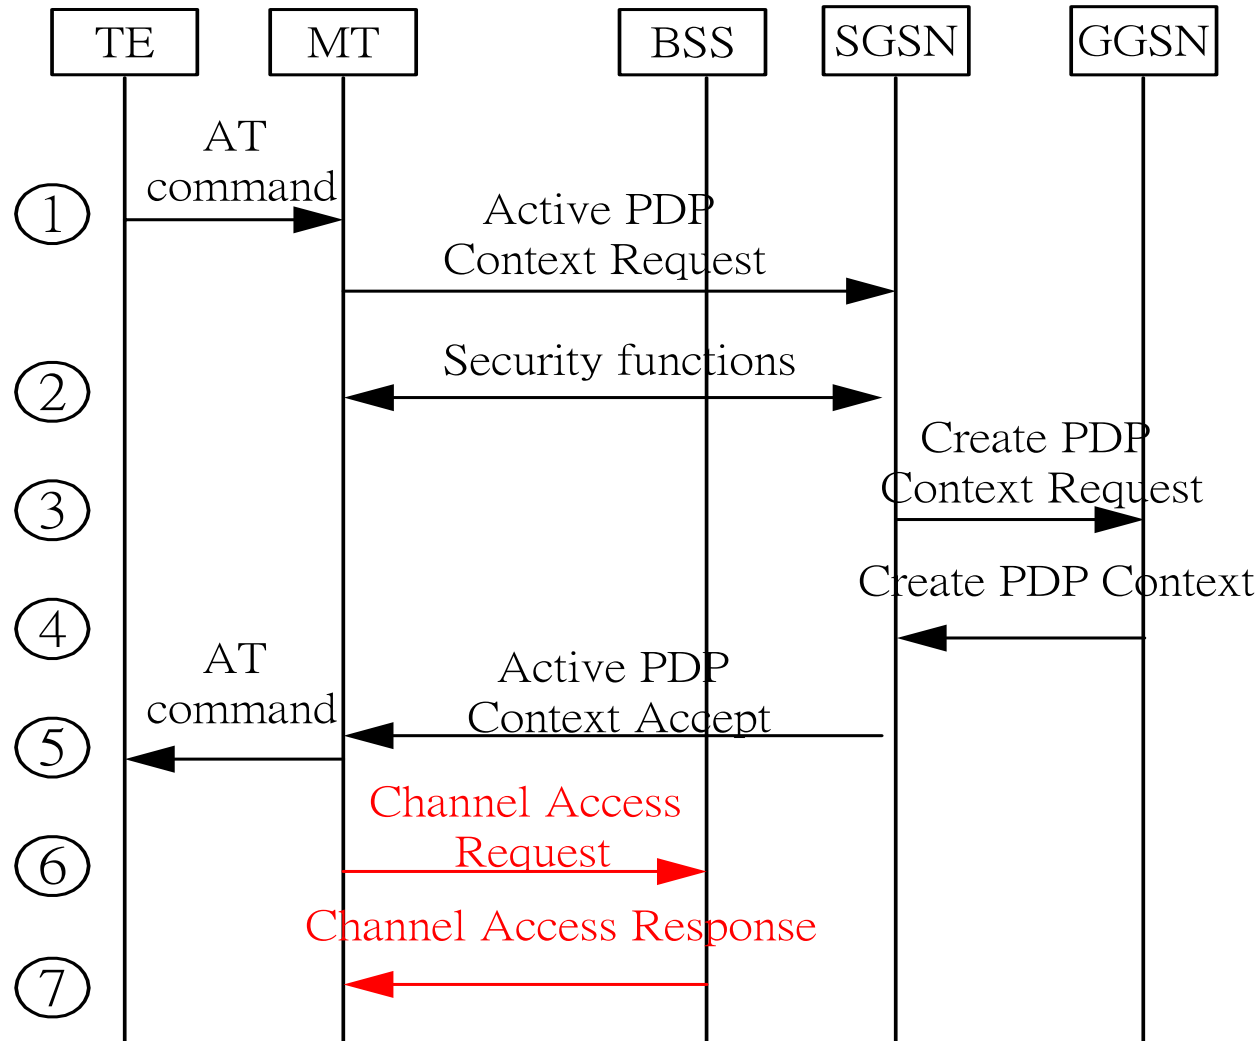 TE
MT
BSS
SGSN
GGSN
AT
command
1
Active PDP
Context Request
Security functions
2
Create PDP
Context Request
3
Create PDP Context
4
AT
command
Active PDP
Context Accept
5
Channel Access
Request
6
Channel Access Response
7